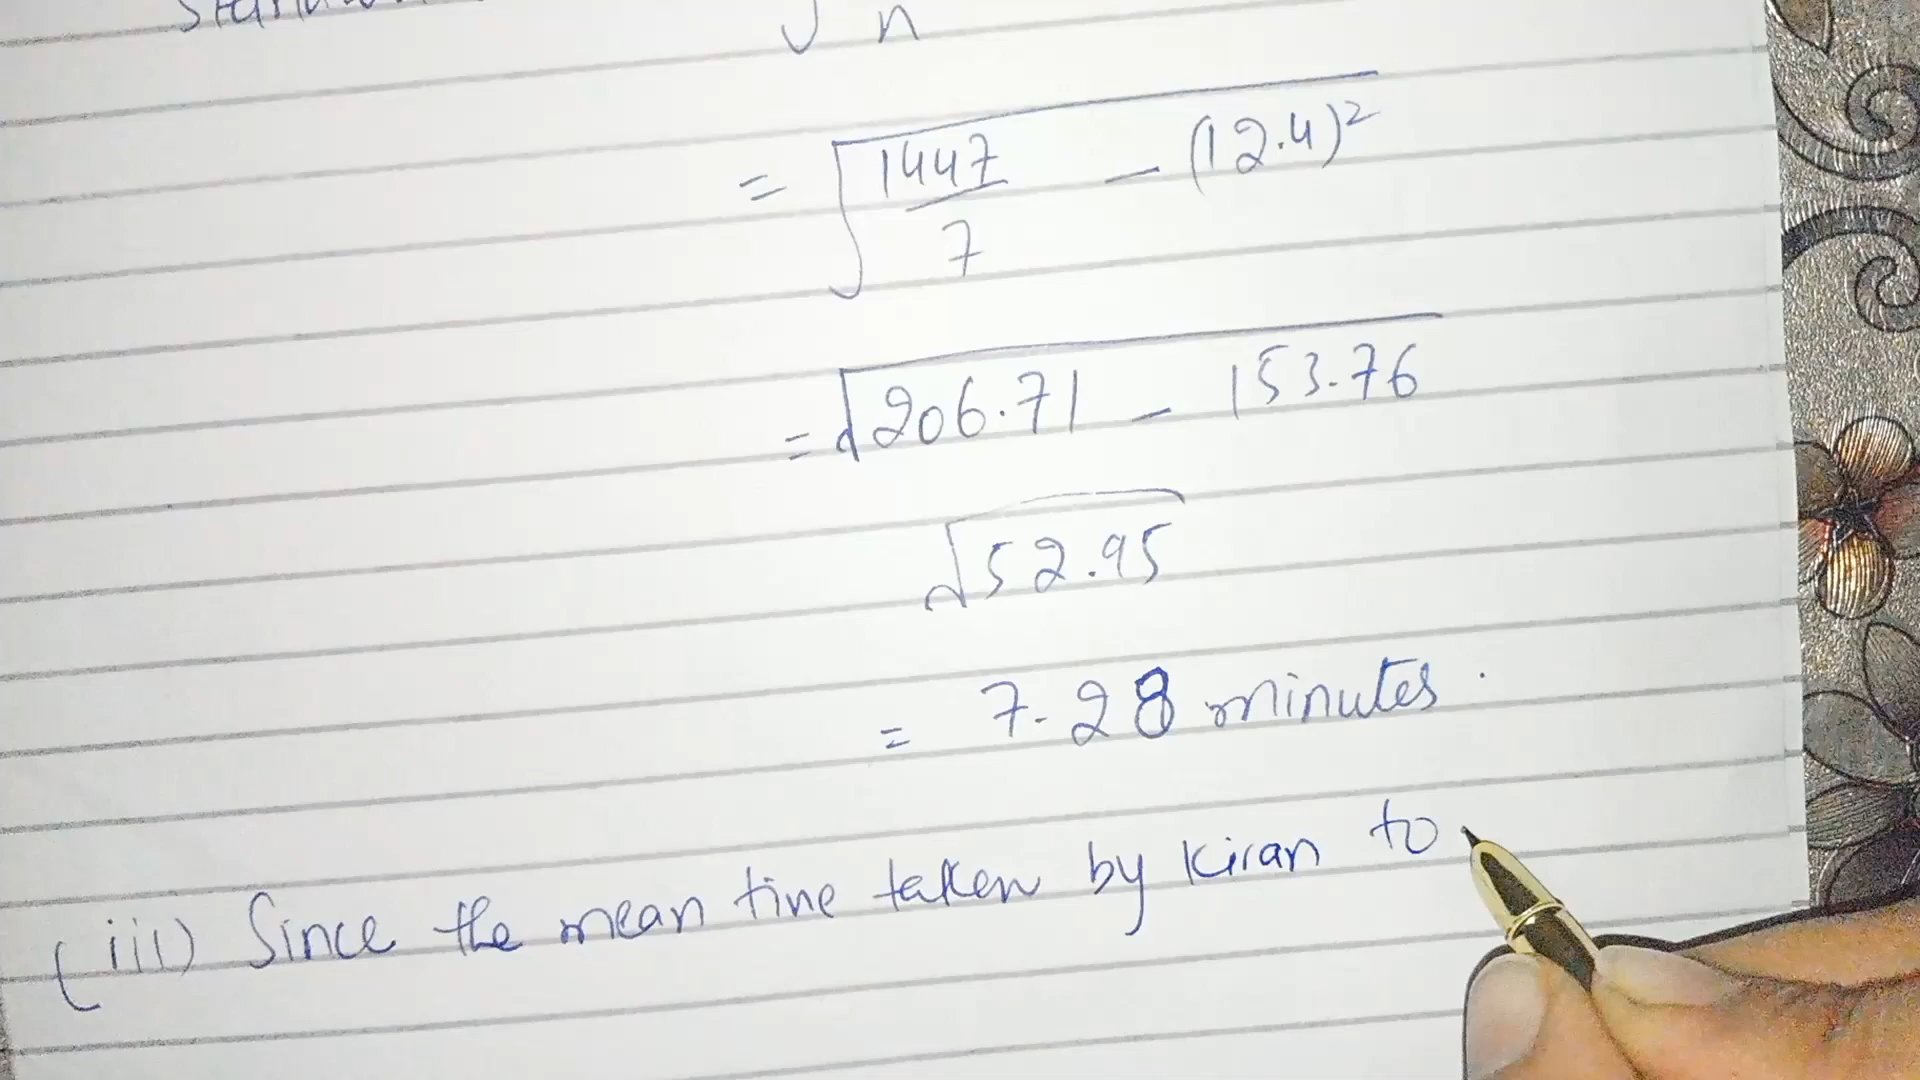 √ n
= √1447/7 - (12.4)²
= √206.71 - 153.76
√52.95
= 7.28 minutes.
(iii) Since the mean time taken by Kiran to